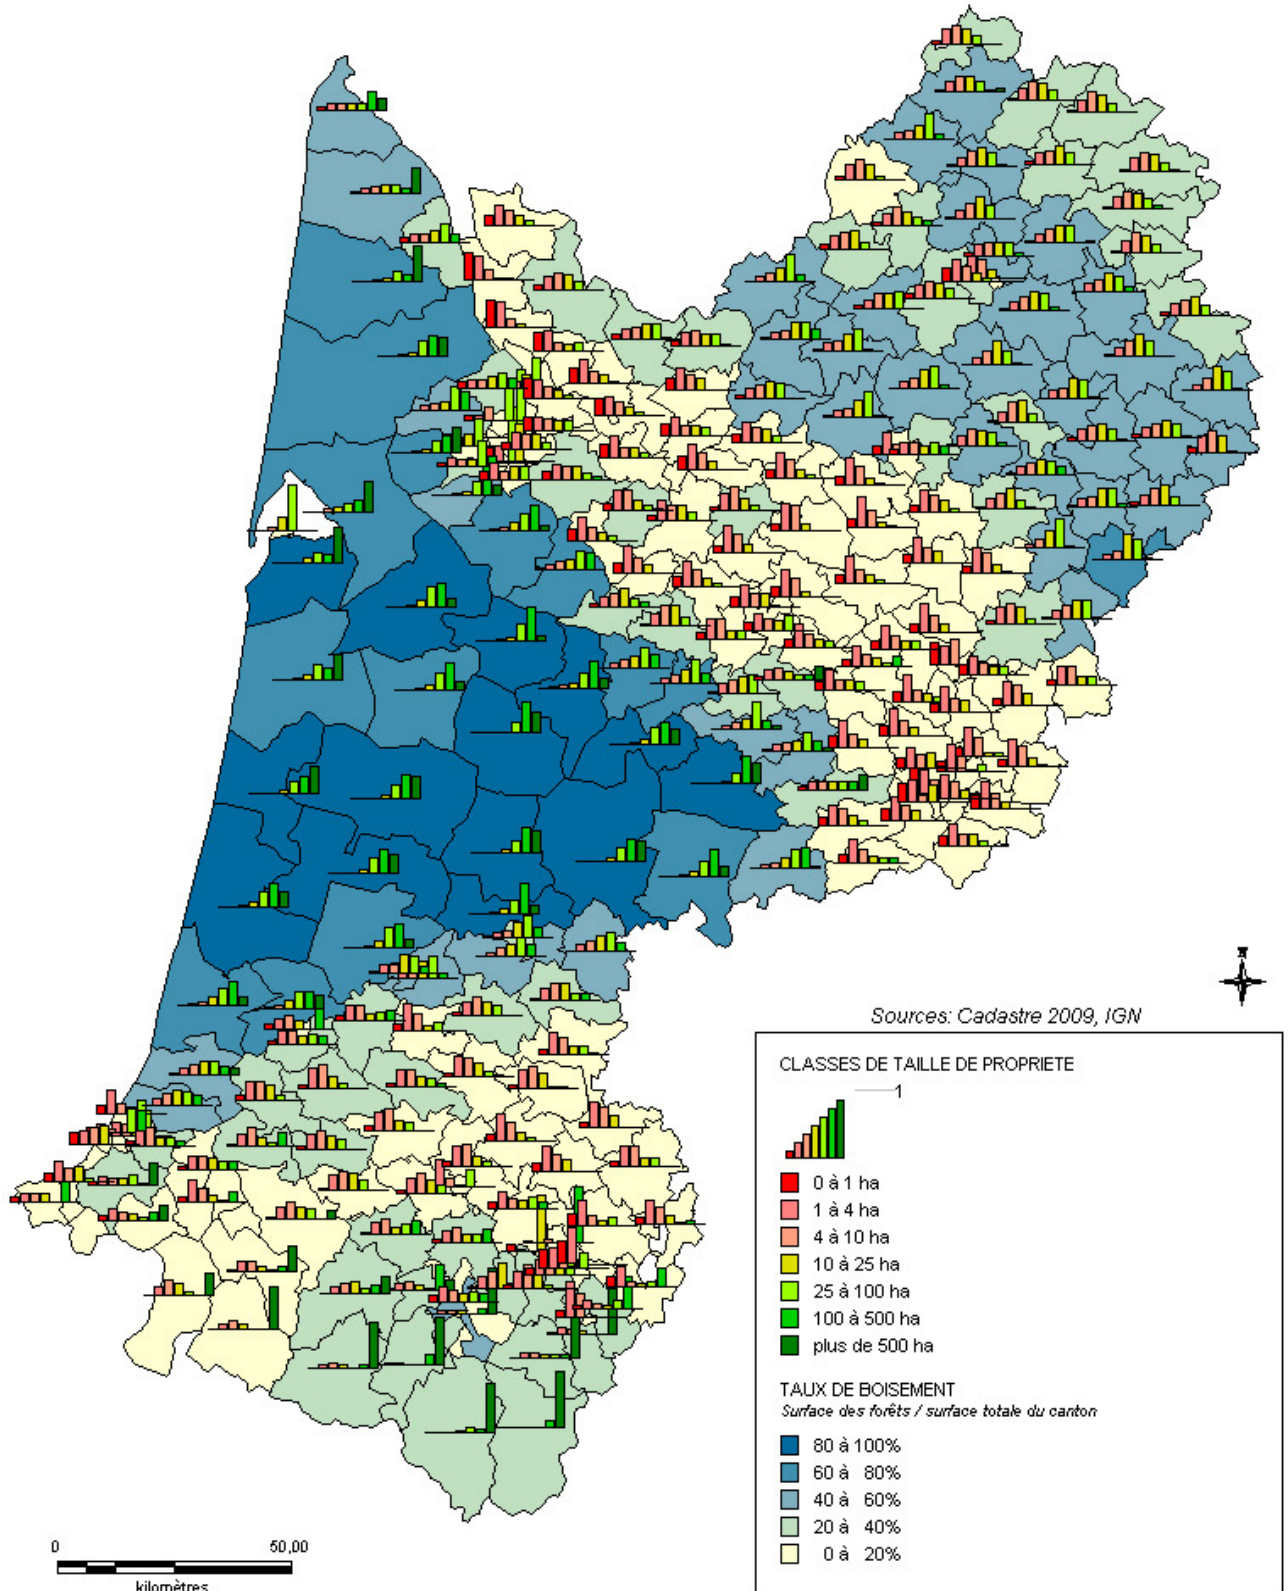 N
Sources: Cadastre 2009, IGN
CLASSES DE TAILLE DE PROPRIETE
1
0 à 1 ha
1 à 4 ha
4 à 10 ha
10 à 25 ha
25 à 100 ha
100 à 500 ha
plus de 500 ha
TAUX DE BOISEMENT
Surface des forêts / surface totale du canton
80 à 100%
60 à 80%
40 à 60%
20 à 40%
0 à 20%
0 50,00
kilomètres